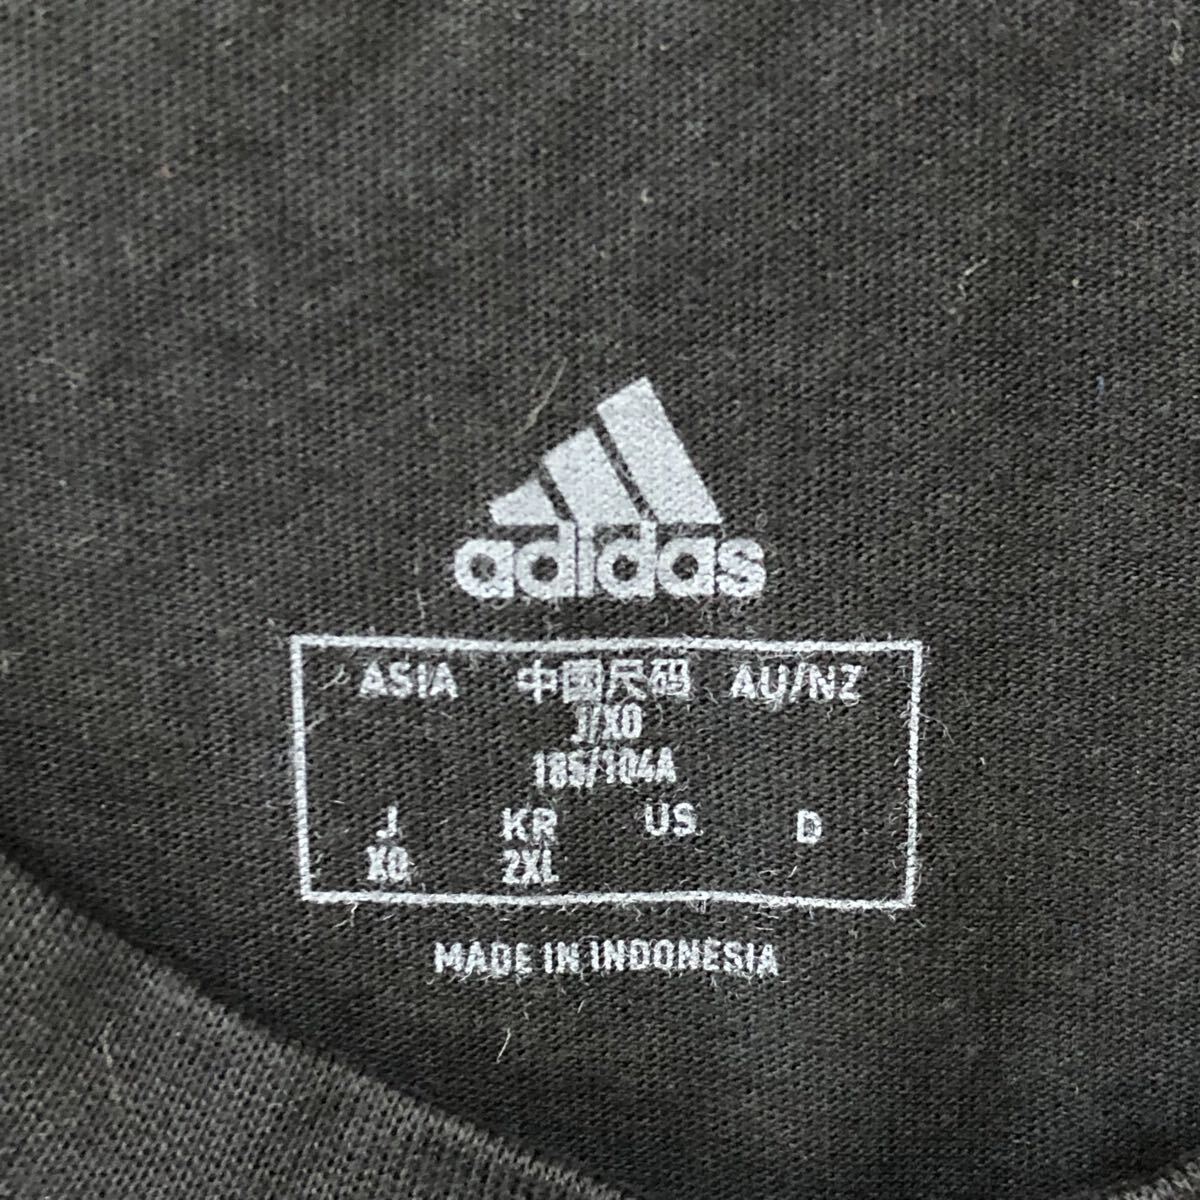 adidas
ASIA 中国尺码 AU/NZ
J/XO
185/104A
J KR US D
XO 2XL
MADE IN INDONESIA